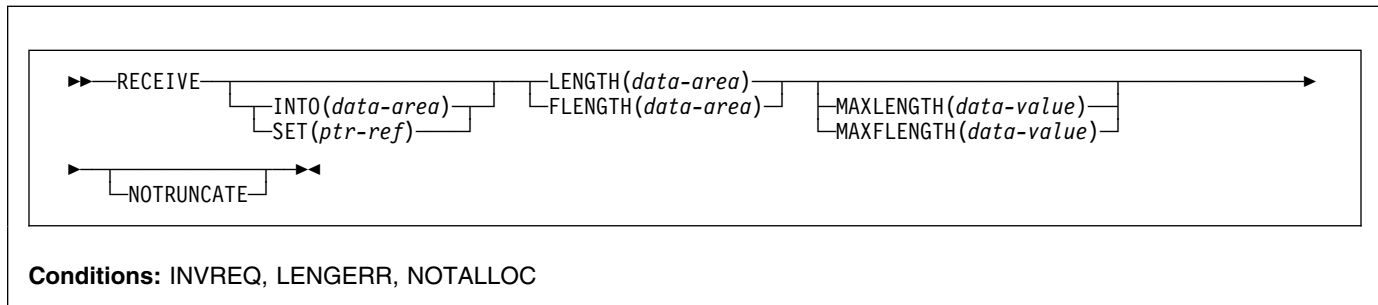 RECEIVE LENGTH(data-area)
INTO(data-area) FLENGTH(data-area) MAXLENGTH(data-value)
SET(ptr-ref) MAXFLENGTH(data-value)
NOTRUNCATE
Conditions: INVREQ, LENGERR, NOTALLOC